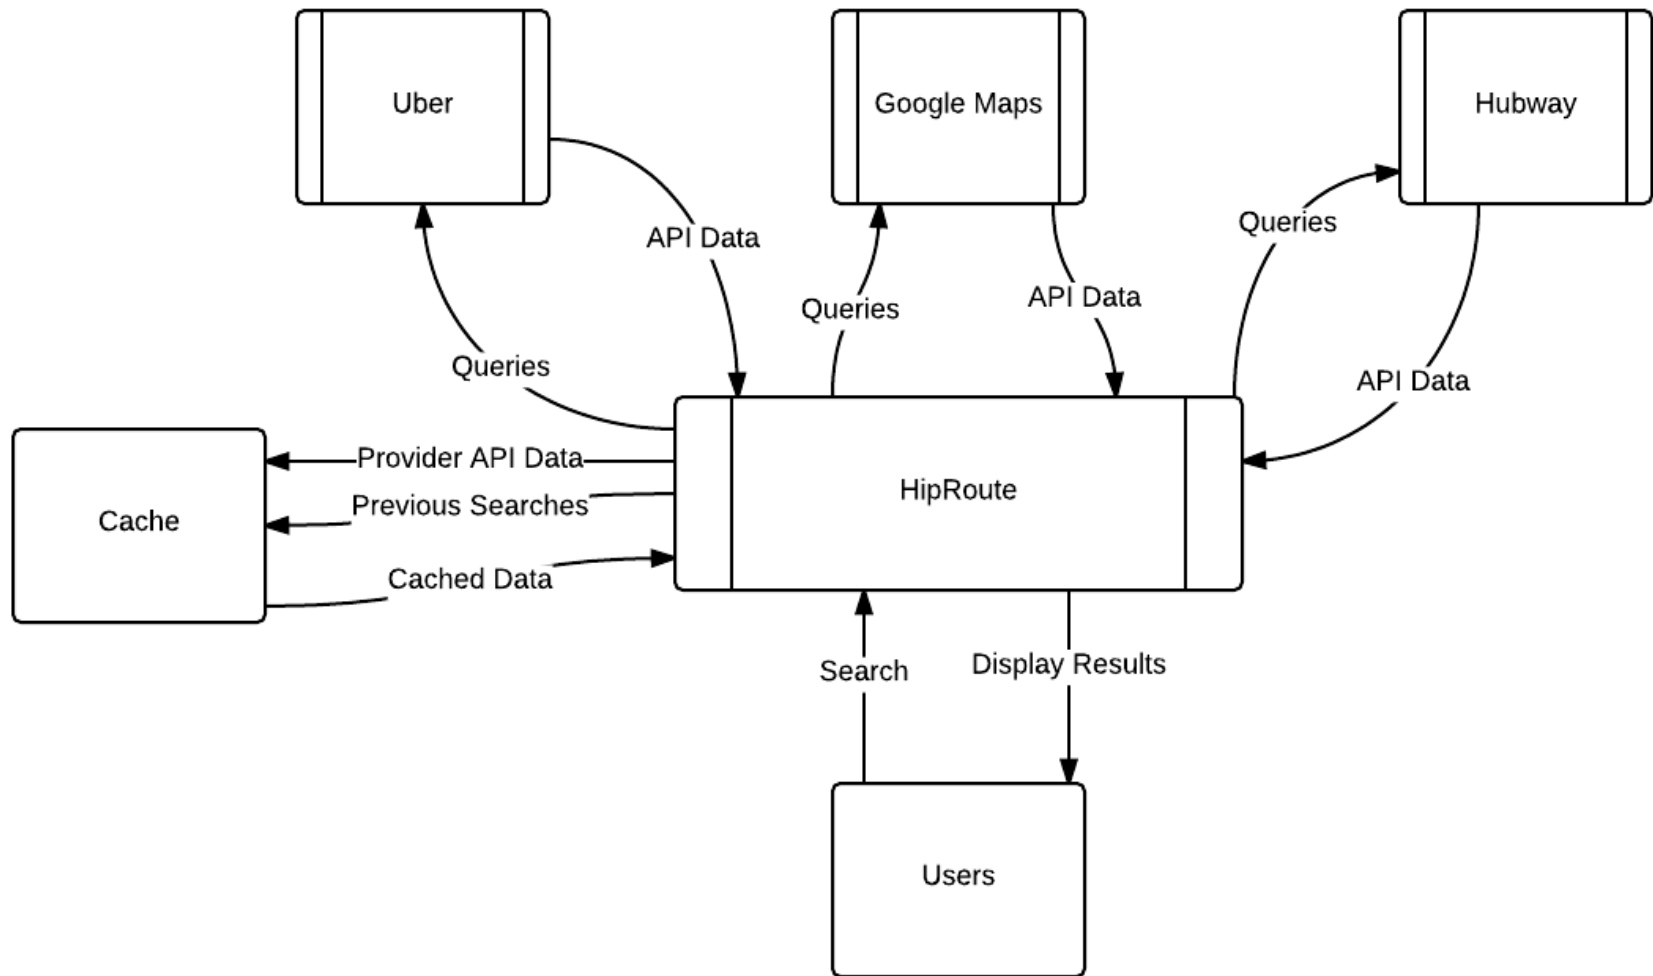 Uber
Google Maps
Hubway
API Data
Queries
Queries
API Data
Queries
API Data
Provider API Data
Previous Searches
Cached Data
Cache
HipRoute
Search
Display Results
Users